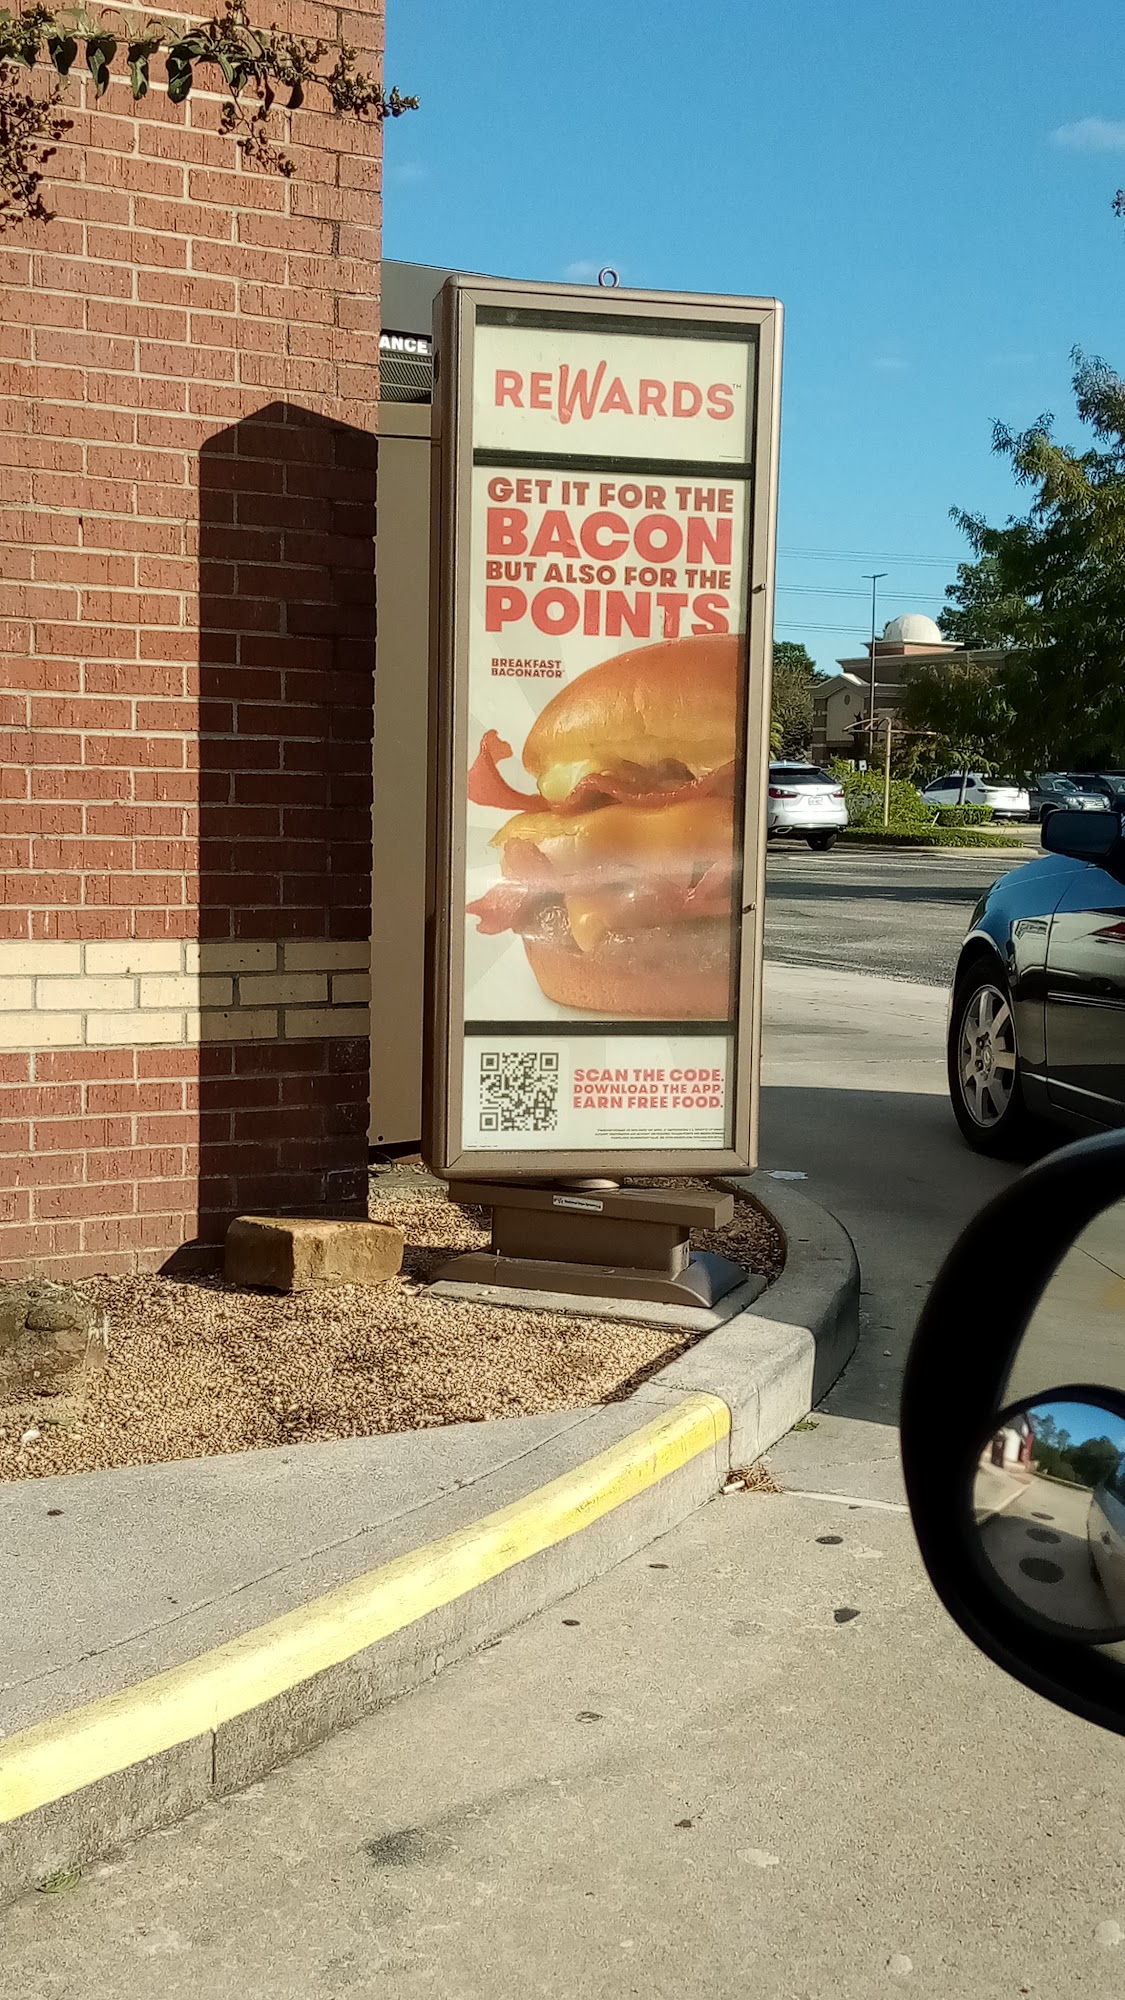 ANCE
REWARDS™
GET IT FOR THE
BACON
BUT ALSO FOR THE
POINTS
BREAKFAST
BACONATOR
SCAN THE CODE.
DOWNLOAD THE APP.
EARN FREE FOOD.